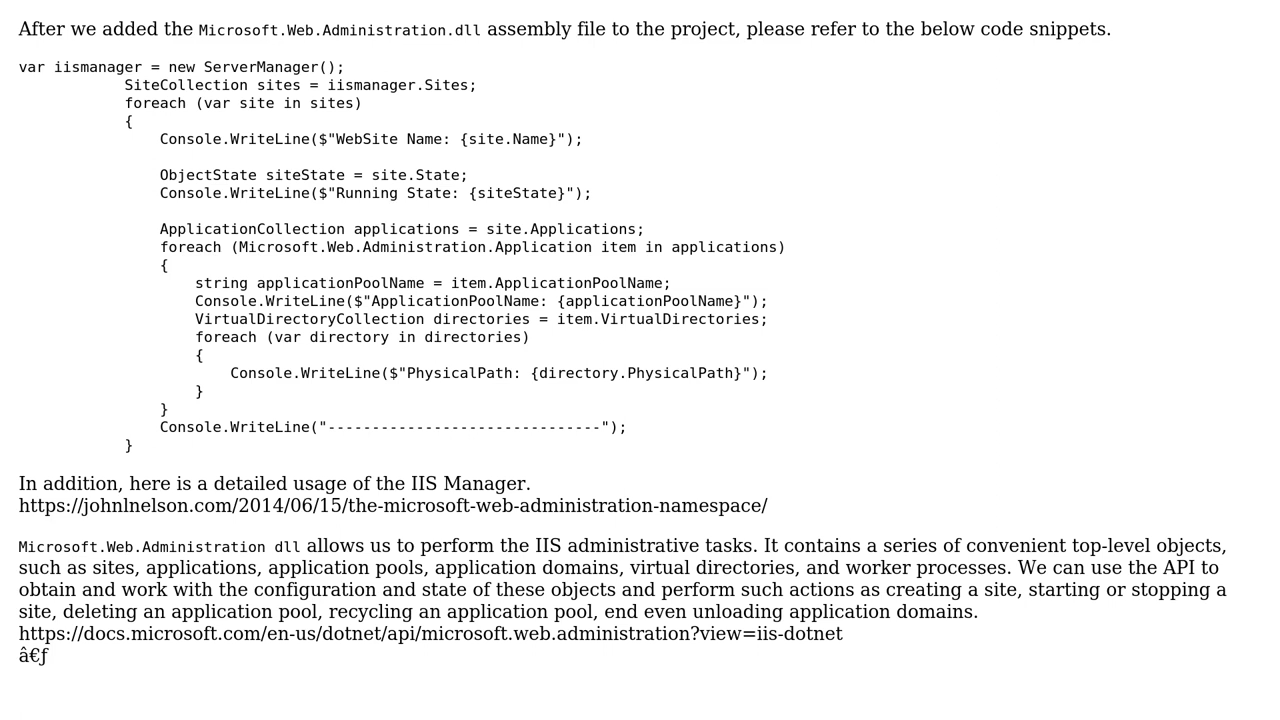 After we added the Microsoft.Web.Administration.dll assembly file to the project, please refer to the below code snippets.
var iismanager = new ServerManager();
            SiteCollection sites = iismanager.Sites;
            foreach (var site in sites)
            {
                Console.WriteLine($"WebSite Name: {site.Name}");

                ObjectState siteState = site.State;
                Console.WriteLine($"Running State: {siteState}");

                ApplicationCollection applications = site.Applications;
                foreach (Microsoft.Web.Administration.Application item in applications)
                {
                    string applicationPoolName = item.ApplicationPoolName;
                    Console.WriteLine($"ApplicationPoolName: {applicationPoolName}");
                    VirtualDirectoryCollection directories = item.VirtualDirectories;
                    foreach (var directory in directories)
                    {
                        Console.WriteLine($"PhysicalPath: {directory.PhysicalPath}");
                    }
                }
                Console.WriteLine("-------------------------------");
            }
In addition, here is a detailed usage of the IIS Manager.
https://johnlnelson.com/2014/06/15/the-microsoft-web-administration-namespace/
Microsoft.Web.Administration dll allows us to perform the IIS administrative tasks. It contains a series of convenient top-level objects,
such as sites, applications, application pools, application domains, virtual directories, and worker processes. We can use the API to
obtain and work with the configuration and state of these objects and perform such actions as creating a site, starting or stopping a
site, deleting an application pool, recycling an application pool, end even unloading application domains.
https://docs.microsoft.com/en-us/dotnet/api/microsoft.web.administration?view=iis-dotnet
â€ƒ